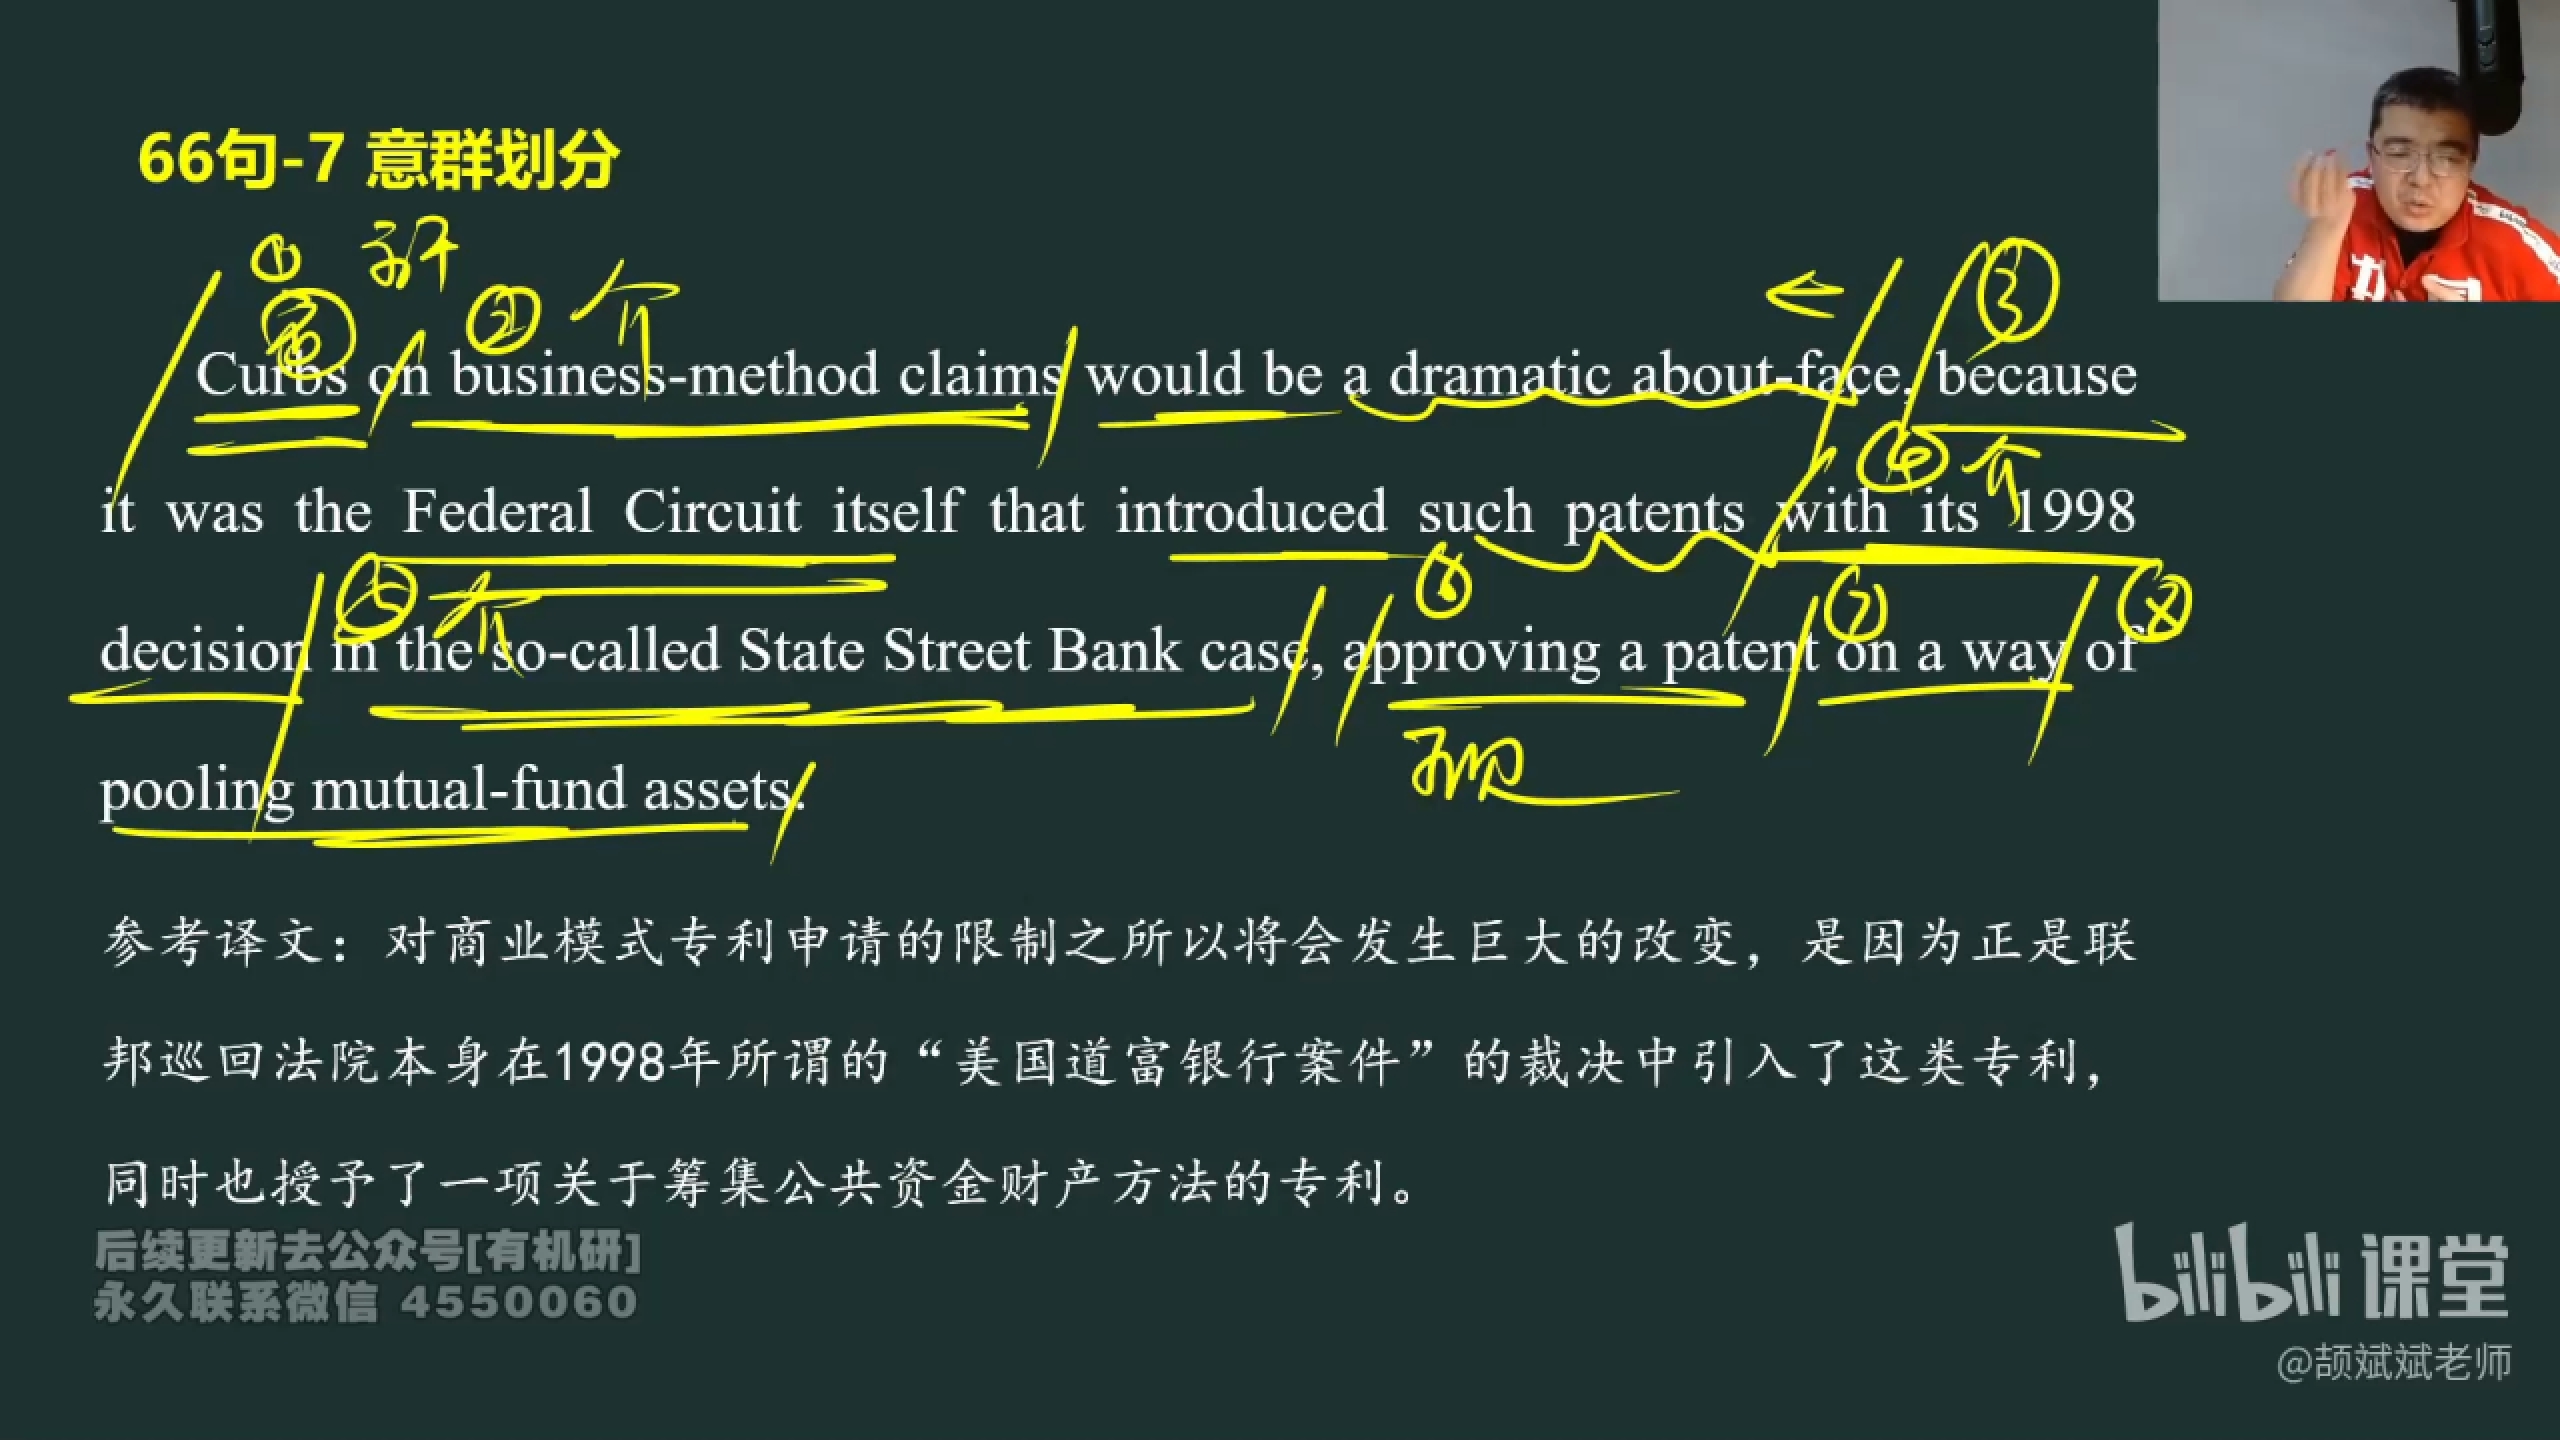 66句-7 意群划分
① 主干
② 介
③
Curbs on business-method claims would be a dramatic about-face, because
④ 介
it was the Federal Circuit itself that introduced such patents with its 1998
⑤ 介
⑥
⑦
⑧
decision in the so-called State Street Bank case, approving a patent on a way of
pooling mutual-fund assets.
参考译文：对商业模式专利申请的限制之所以将会发生巨大的改变，是因为正是联
邦巡回法院本身在1998年所谓的“美国道富银行案件”的裁决中引入了这类专利，
同时也授予了一项关于筹集公共资金财产方法的专利。
后续更新去公众号[有机研]
永久联系微信 4550060
bilibili 课堂
@颉斌斌老师